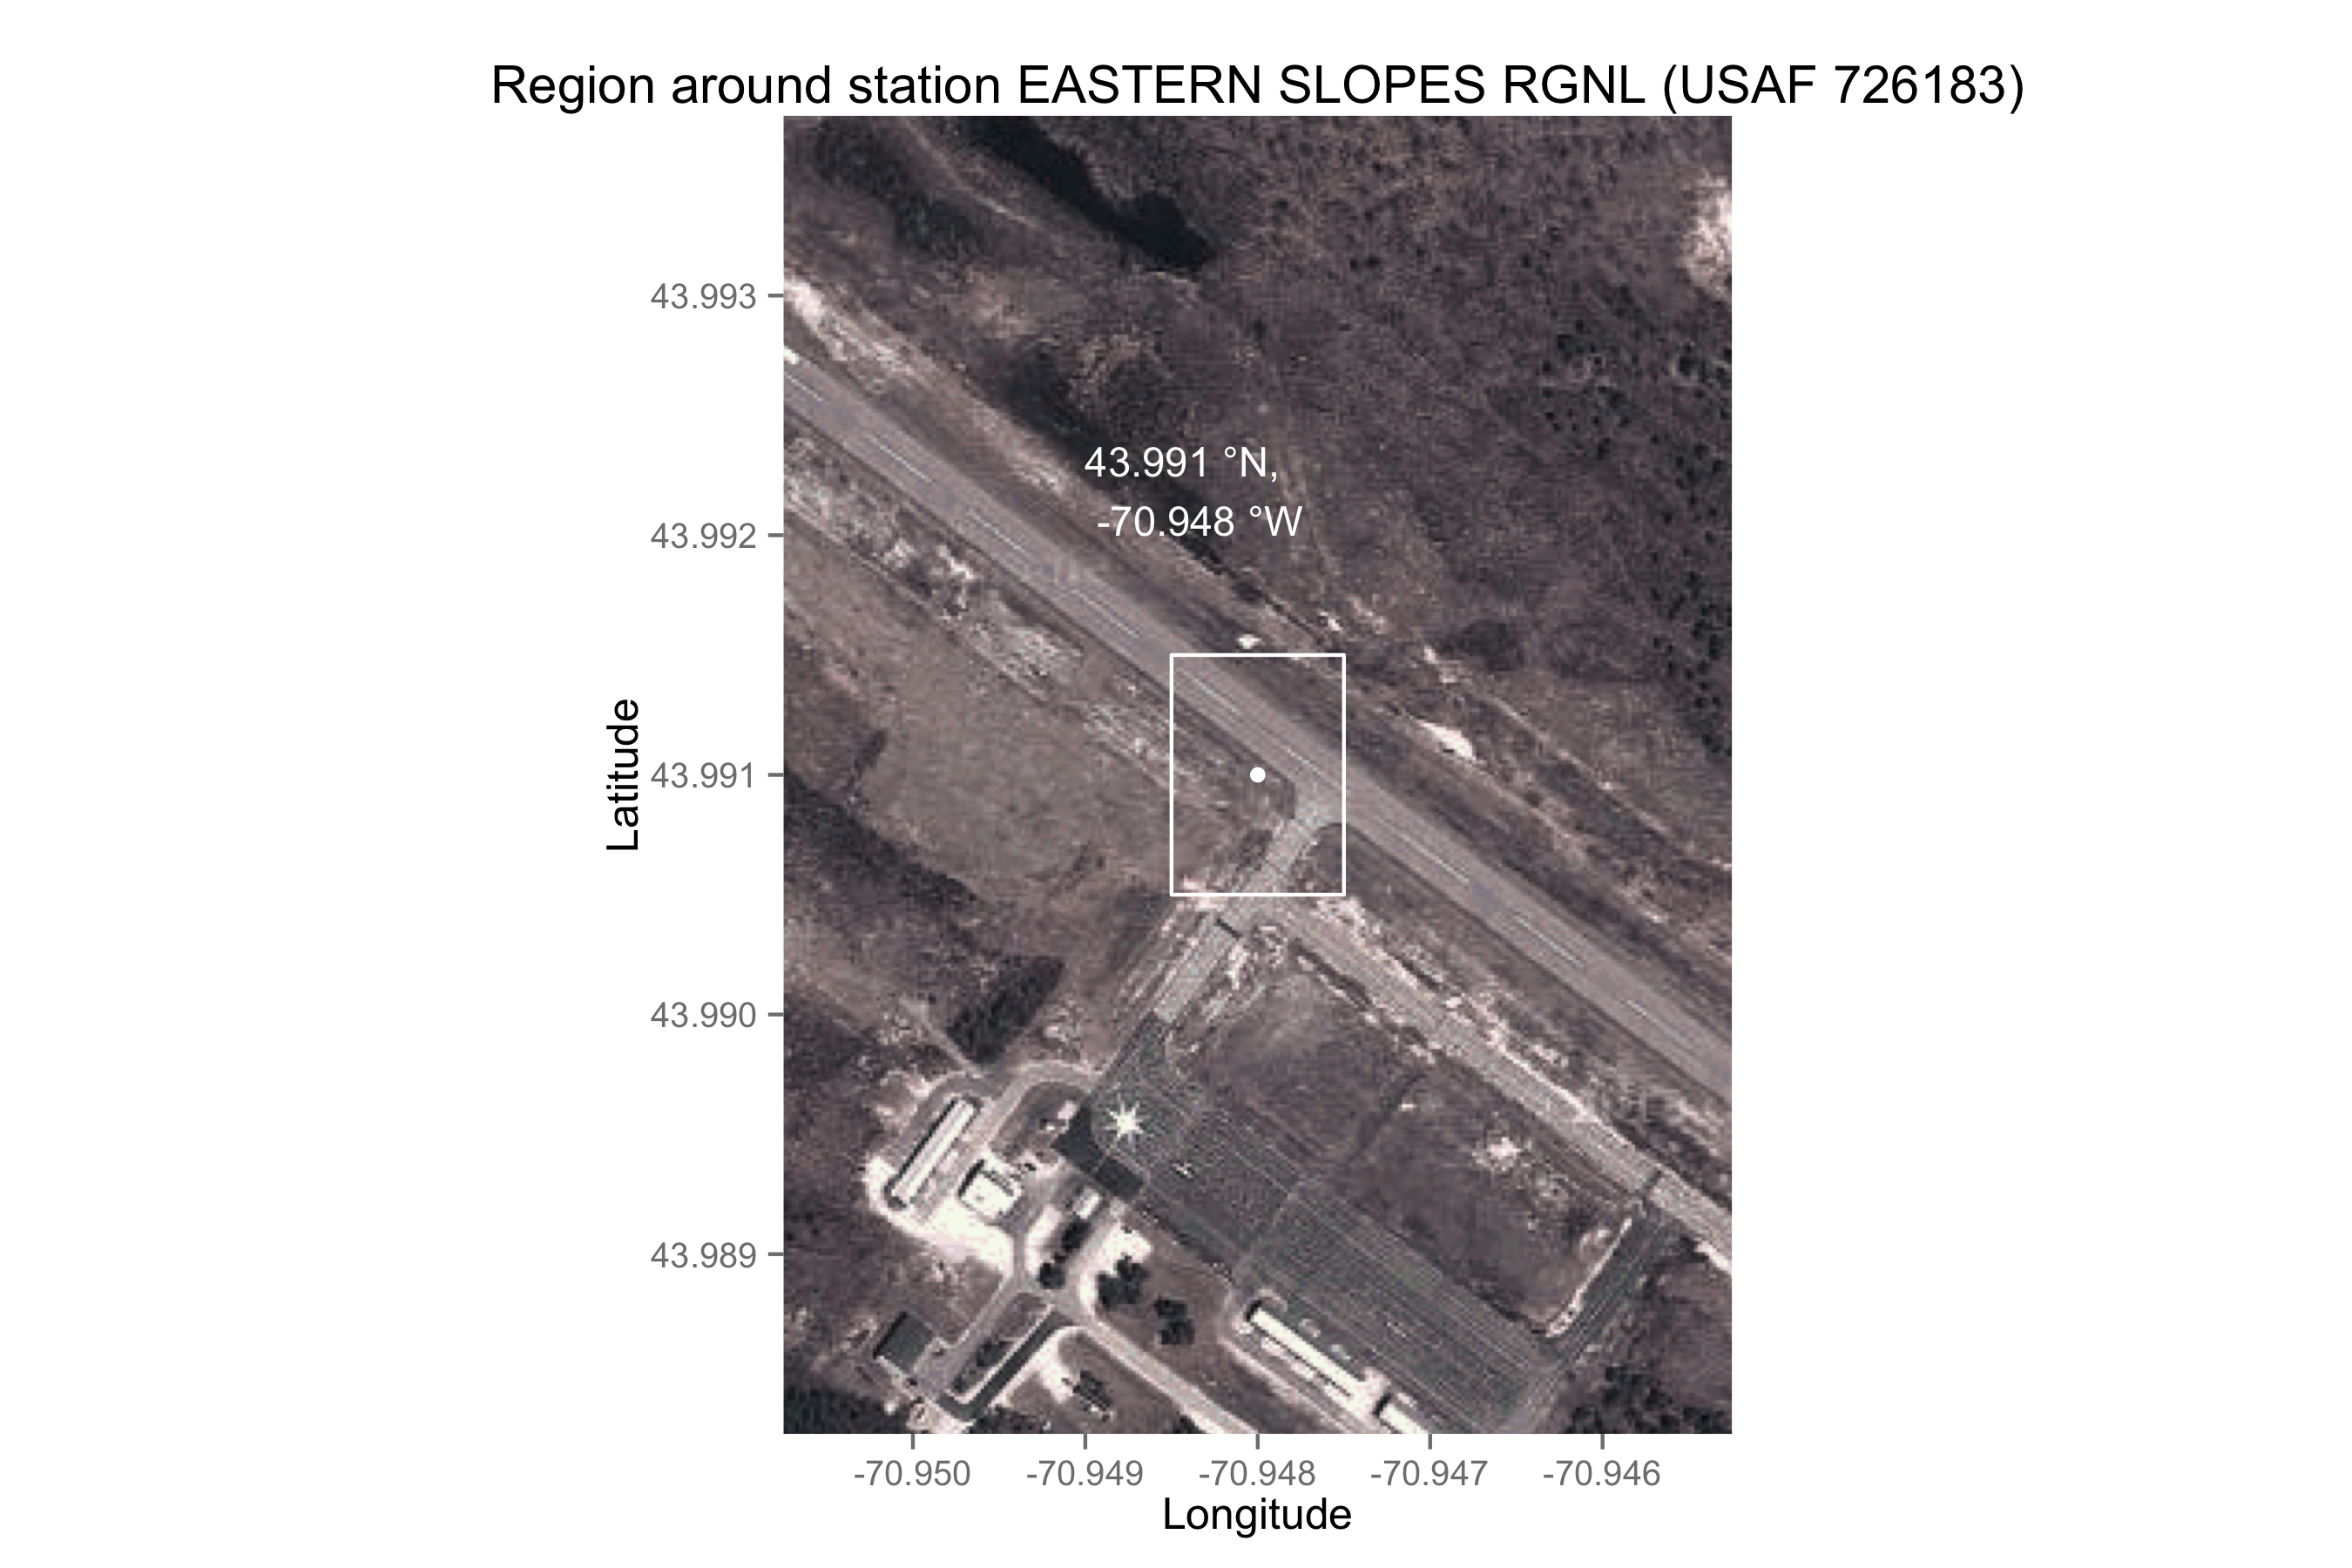 Region around station EASTERN SLOPES RGNL (USAF 726183)
43.993
43.992
43.991
43.990
43.989
Latitude
43.991 °N,
-70.948 °W
-70.950
-70.949
-70.948
-70.947
-70.946
Longitude